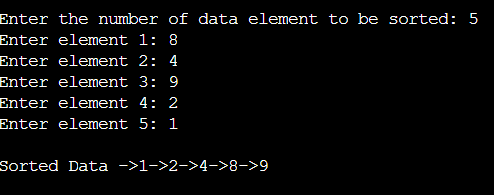 Enter the number of data element to be sorted: 5
Enter element 1: 8
Enter element 2: 4
Enter element 3: 9
Enter element 4: 2
Enter element 5: 1
Sorted Data ->1->2->4->8->9